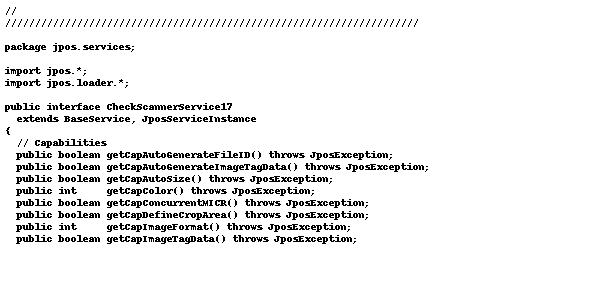 //
/////////////////////////////////////////////////////////////////////

package jpos.services;

import jpos.*;
import jpos.loader.*;

public interface CheckScannerService17
  extends BaseService, JposServiceInstance
{
  // Capabilities
  public boolean getCapAutoGenerateFileID() throws JposException;
  public boolean getCapAutoGenerateImageTagData() throws JposException;
  public boolean getCapAutoSize() throws JposException;
  public int     getCapColor() throws JposException;
  public boolean getCapConcurrentMICR() throws JposException;
  public boolean getCapDefineCropArea() throws JposException;
  public int     getCapImageFormat() throws JposException;
  public boolean getCapImageTagData() throws JposException;